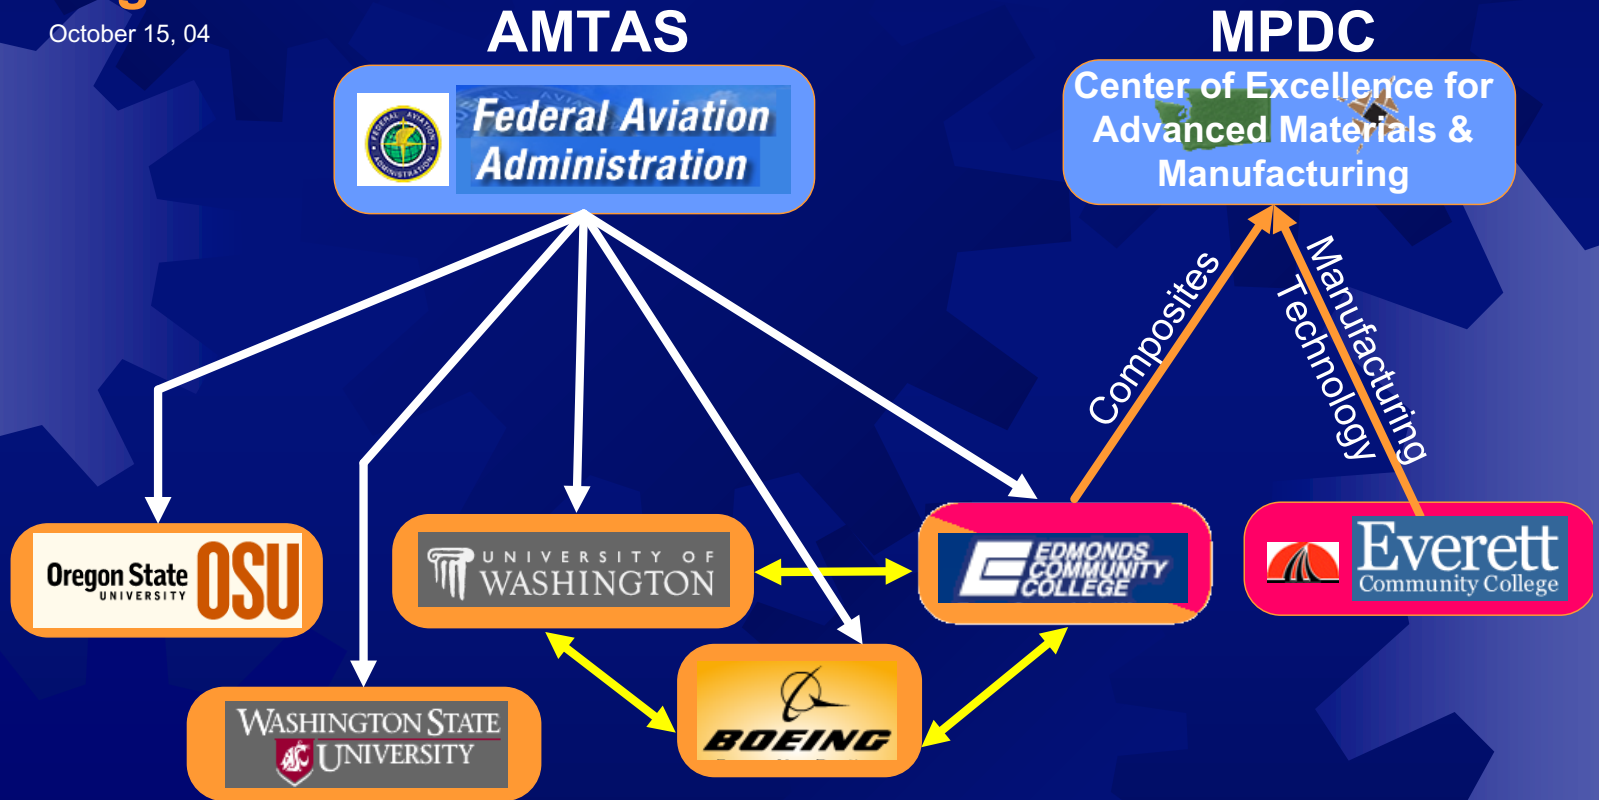 October 15, 04
AMTAS
MPDC
Federal Aviation
Administration
Center of Excellence for
Advanced Materials &
Manufacturing
Composites
Manufacturing
Technology
Oregon State
UNIVERSITY
OSU
UNIVERSITY OF
WASHINGTON
EDMONDS
COMMUNITY
COLLEGE
Everett
Community College
WASHINGTON STATE
UNIVERSITY
BOEING